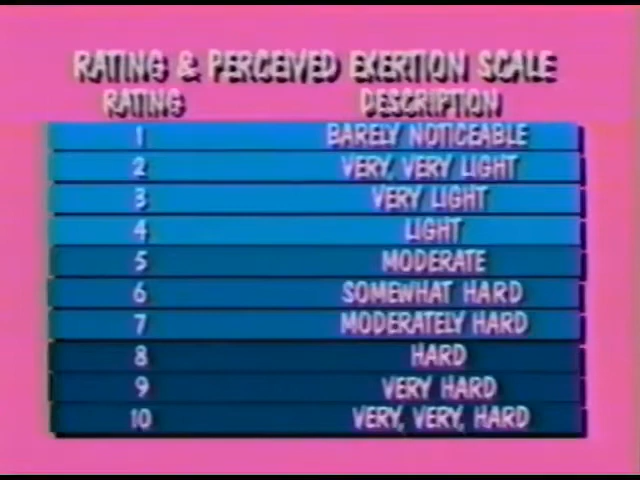 RATING & PERCEIVED EXERTION SCALE
RATING DESCRIPTION
1 BARELY NOTICEABLE
2 VERY, VERY LIGHT
3 VERY LIGHT
4 LIGHT
5 MODERATE
6 SOMEWHAT HARD
7 MODERATELY HARD
8 HARD
9 VERY HARD
10 VERY, VERY, HARD